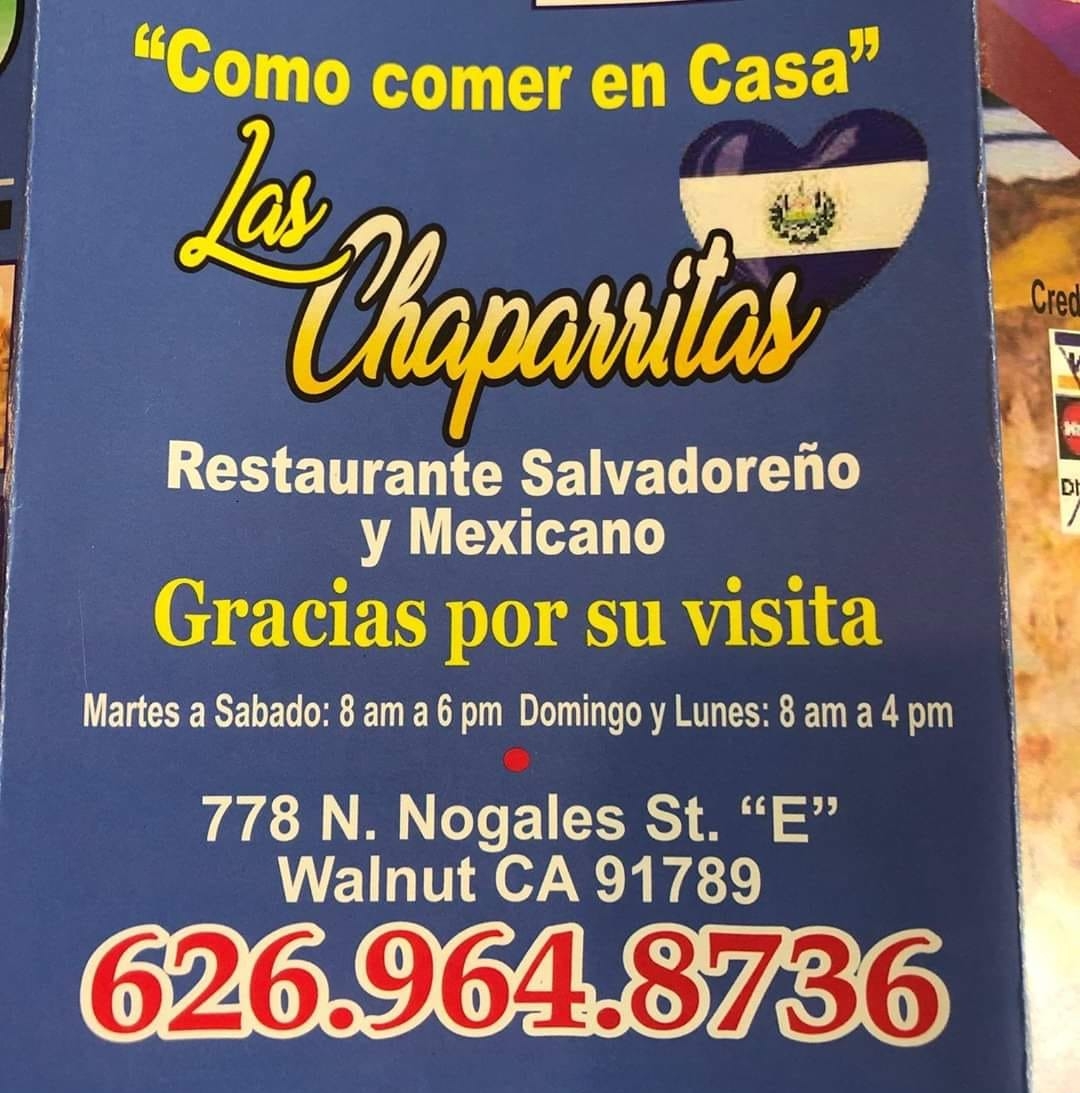 “Como comer en Casa”
Las
Chaparritas
Restaurante Salvadoreño
y Mexicano
Gracias por su visita
Martes a Sabado: 8 am a 6 pm Domingo y Lunes: 8 am a 4 pm
778 N. Nogales St. “E”
Walnut CA 91789
626.964.8736
Cred